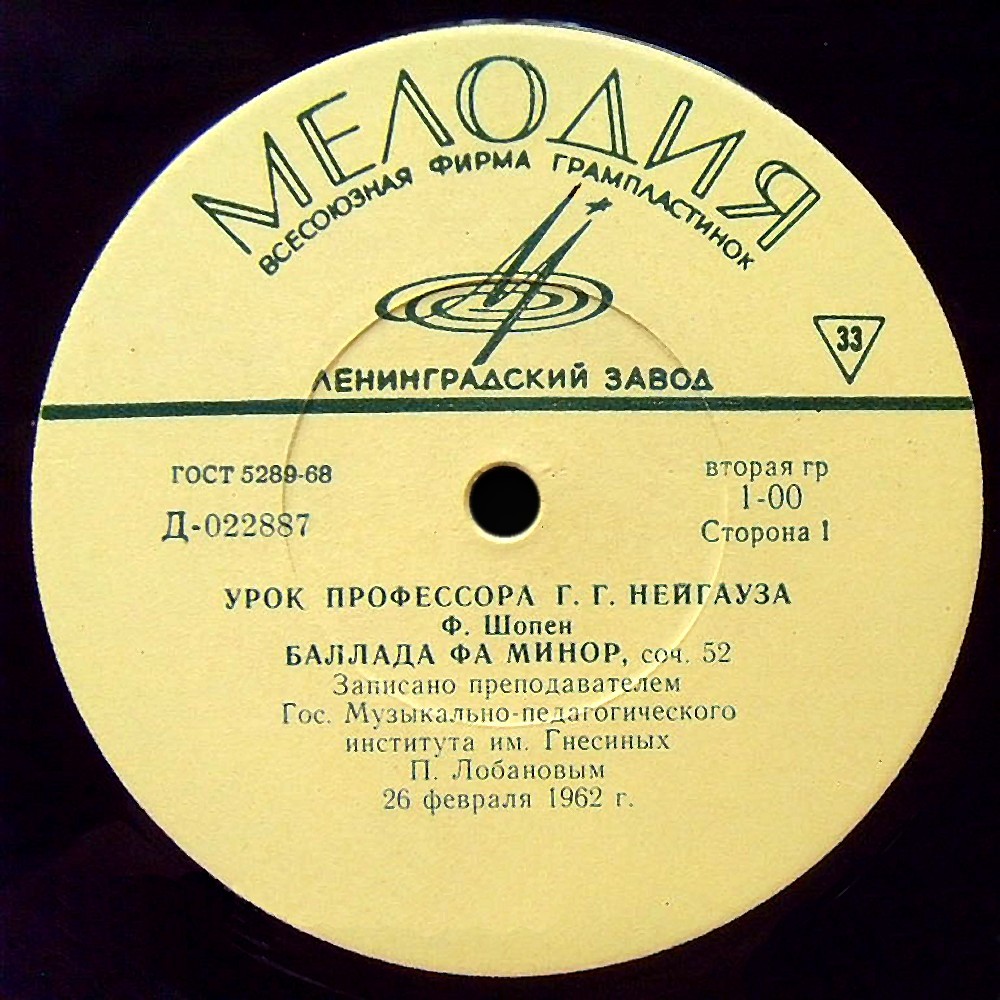 МЕЛОДИЯ
ВСЕСОЮЗНАЯ ФИРМА ГРАМПЛАСТИНОК
33
ЛЕНИНГРАДСКИЙ ЗАВОД
ГОСТ 5289-68
вторая гр
1-00
Д-022887
Сторона 1
УРОК ПРОФЕССОРА Г. Г. НЕЙГАУЗА
Ф. Шопен
БАЛЛАДА ФА МИНОР, соч. 52
Записано преподавателем
Гос. Музыкально-педагогического
института им. Гнесиных
П. Лобановым
26 февраля 1962 г.